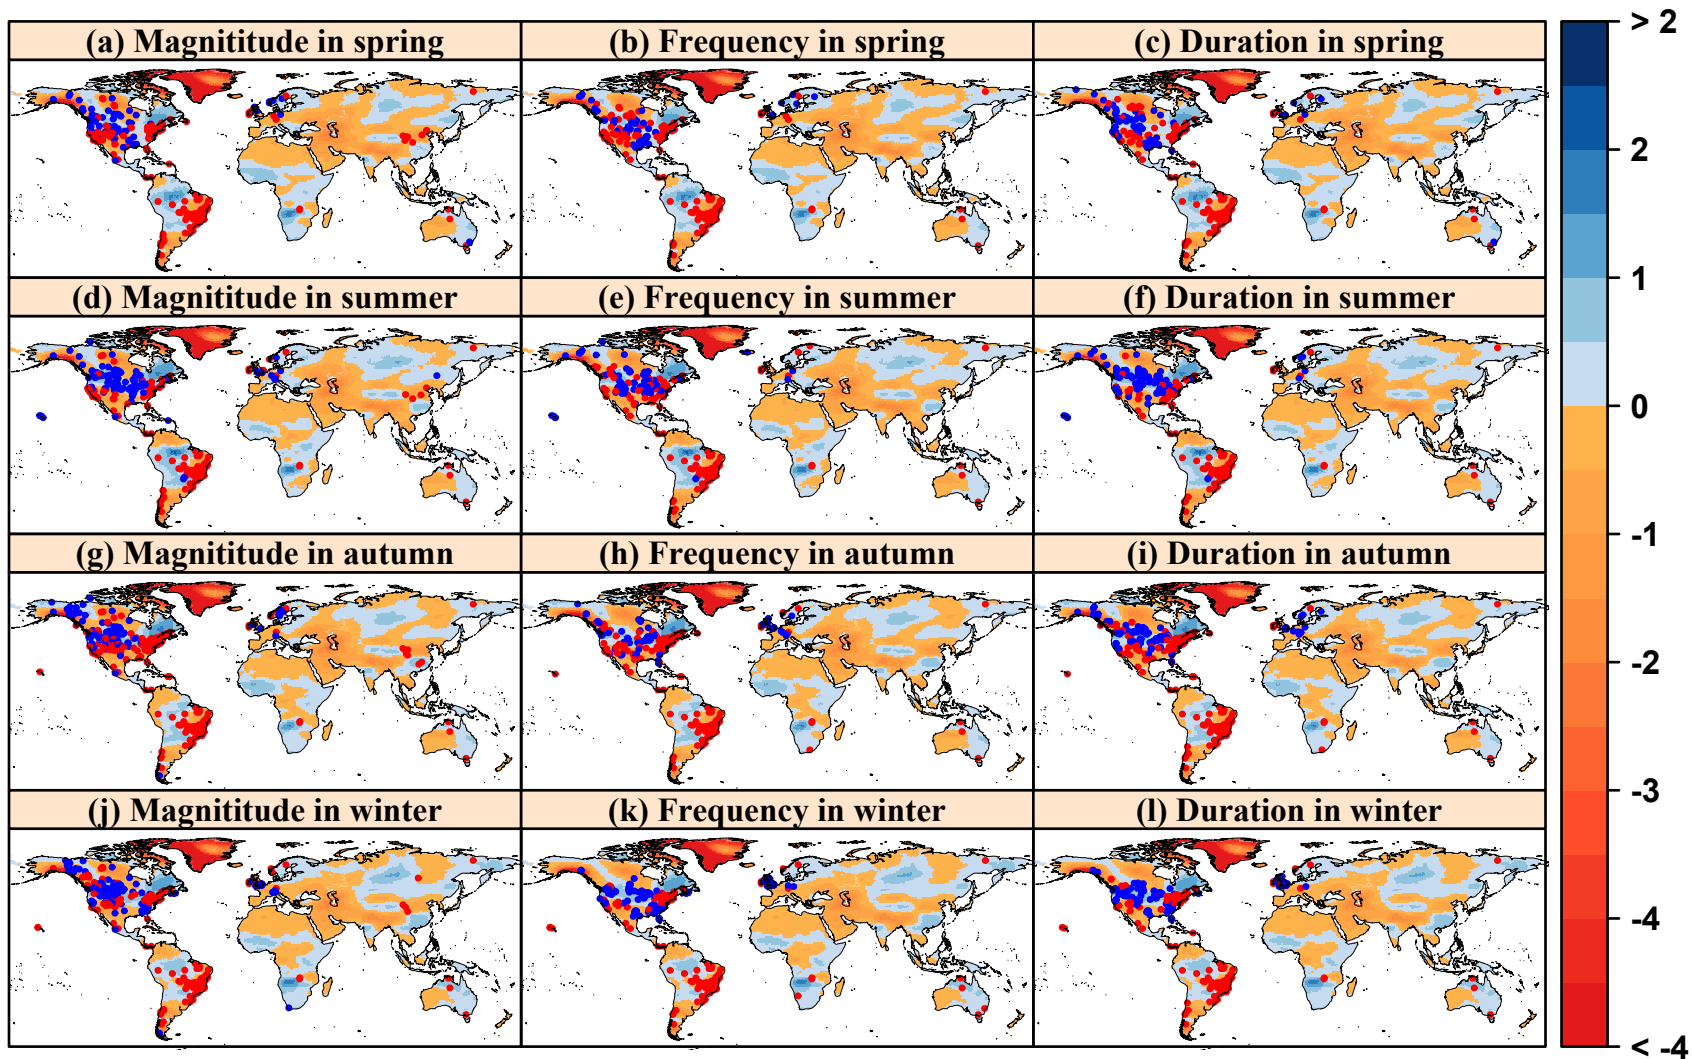 (a) Magnititude in spring
(b) Frequency in spring
(c) Duration in spring
(d) Magnititude in summer
(e) Frequency in summer
(f) Duration in summer
(g) Magnititude in autumn
(h) Frequency in autumn
(i) Duration in autumn
(j) Magnititude in winter
(k) Frequency in winter
(l) Duration in winter
> 2
2
1
0
-1
-2
-3
-4
< -4